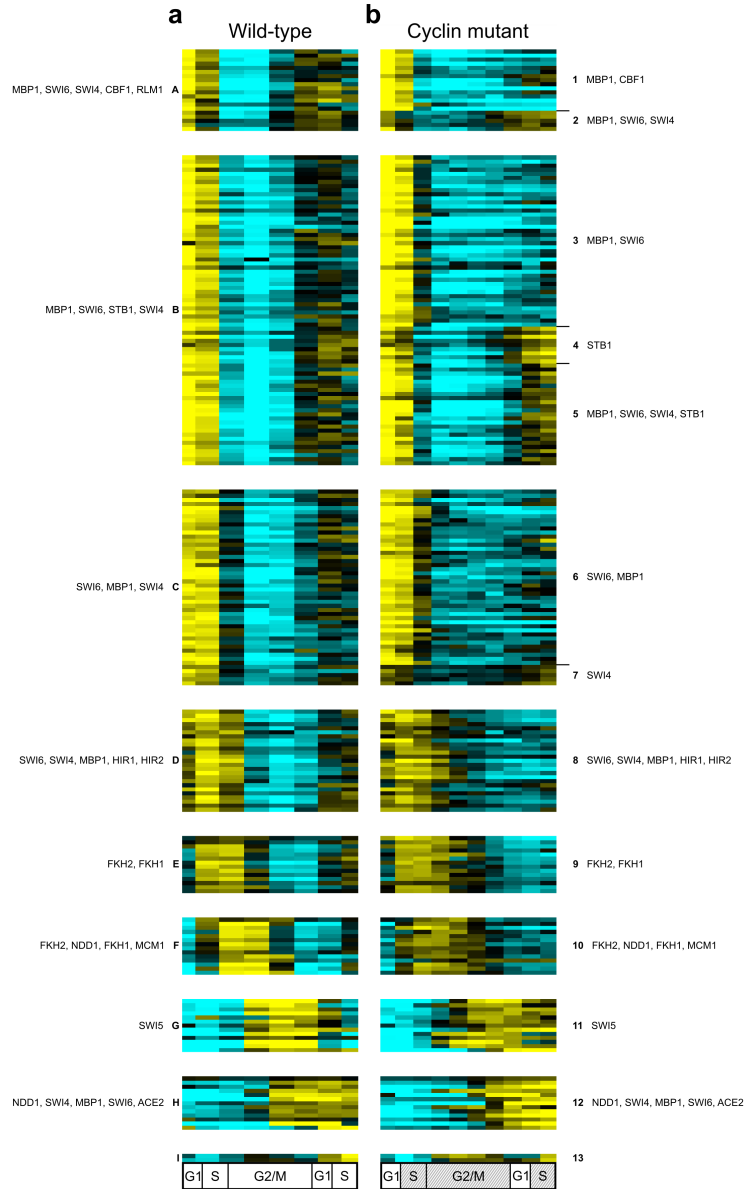 a b
Wild-type Cyclin mutant
MBP1, SWI6, SWI4, CBF1, RLM1 A
1 MBP1, CBF1
2 MBP1, SWI6, SWI4
3 MBP1, SWI6
MBP1, SWI6, STB1, SWI4 B
4 STB1
5 MBP1, SWI6, SWI4, STB1
6 SWI6, MBP1
SWI6, MBP1, SWI4 C
7 SWI4
SWI6, SWI4, MBP1, HIR1, HIR2 D
8 SWI6, SWI4, MBP1, HIR1, HIR2
FKH2, FKH1 E
9 FKH2, FKH1
FKH2, NDD1, FKH1, MCM1 F
10 FKH2, NDD1, FKH1, MCM1
SWI5 G
11 SWI5
NDD1, SWI4, MBP1, SWI6, ACE2 H
12 NDD1, SWI4, MBP1, SWI6, ACE2
I
13
G1 S G2/M G1 S
G1 S G2/M G1 S